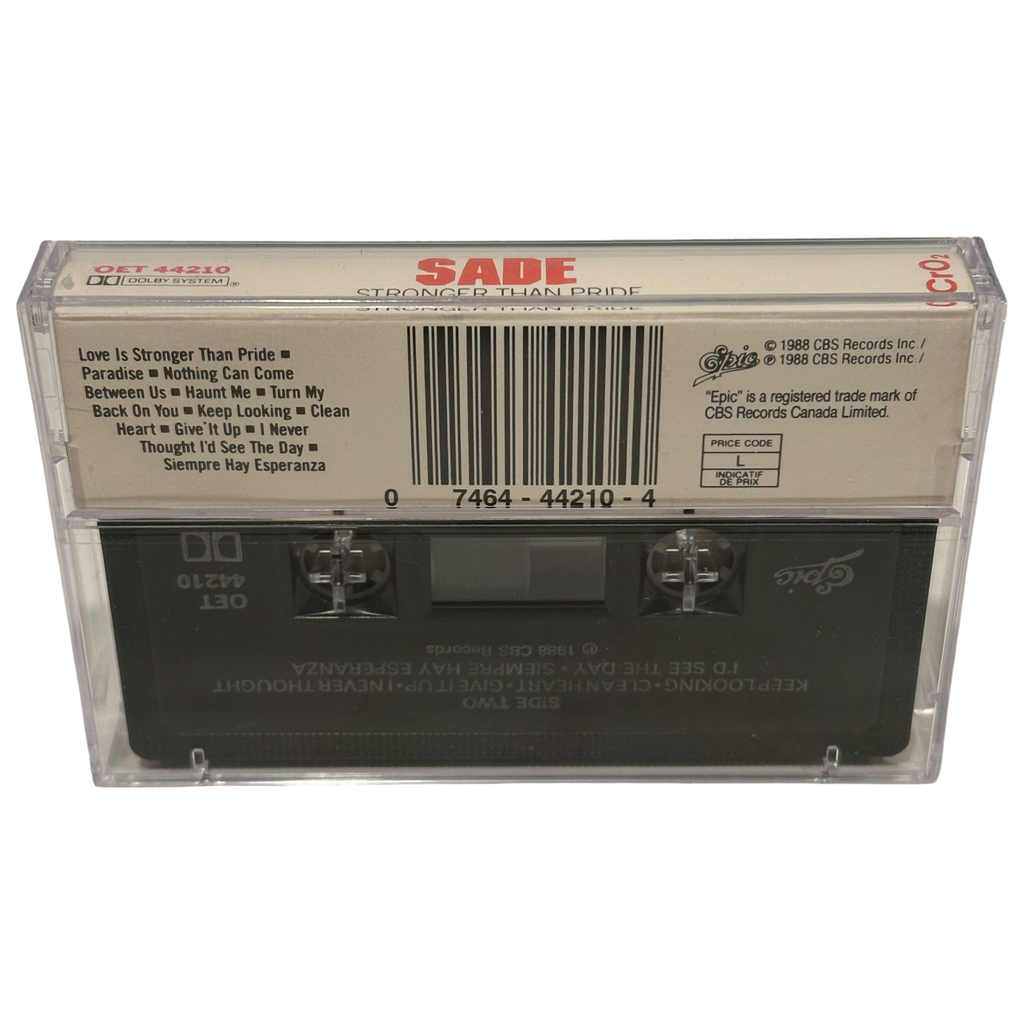 OET 44210
DOLBY SYSTEM ®
SADE
STRONGER THAN PRIDE
CrO2
Love Is Stronger Than Pride ■
Paradise ■ Nothing Can Come
Between Us ■ Haunt Me ■ Turn My
Back On You ■ Keep Looking ■ Clean
Heart ■ Give It Up ■ I Never
Thought I'd See The Day ■
Siempre Hay Esperanza
0 7464 - 44210 - 4
Epic
© 1988 CBS Records Inc./
℗ 1988 CBS Records Inc./
"Epic" is a registered trade mark of
CBS Records Canada Limited.
PRICE CODE
L
INDICATIF
DE PRIX
SIDE TWO
KEEP LOOKING • CLEAN HEART • GIVE IT UP • I NEVER THOUGHT
I'D SEE THE DAY • SIEMPRE HAY ESPERANZA
℗ 1988 CBS Records
Epic
OET
44210